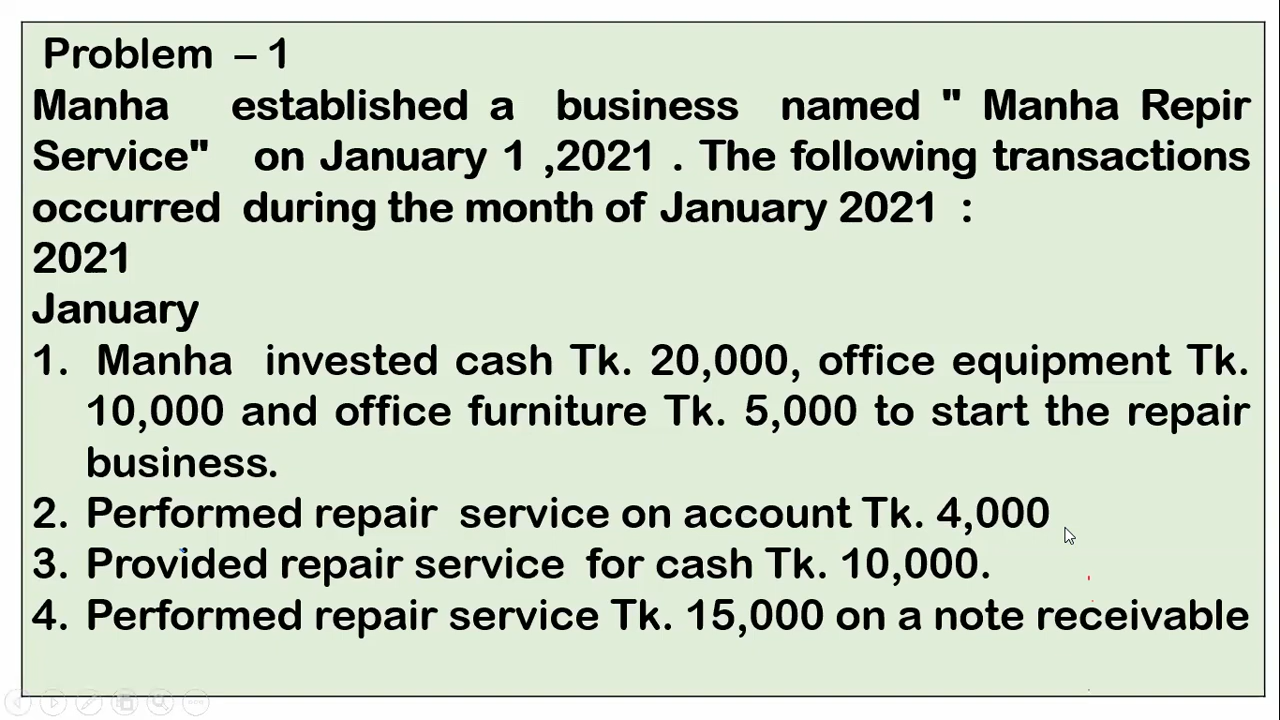 Problem – 1
Manha established a business named " Manha Repir
Service" on January 1 ,2021 . The following transactions
occurred during the month of January 2021 :
2021
January
1. Manha invested cash Tk. 20,000, office equipment Tk.
10,000 and office furniture Tk. 5,000 to start the repair
business.
2. Performed repair service on account Tk. 4,000
3. Provided repair service for cash Tk. 10,000.
4. Performed repair service Tk. 15,000 on a note receivable